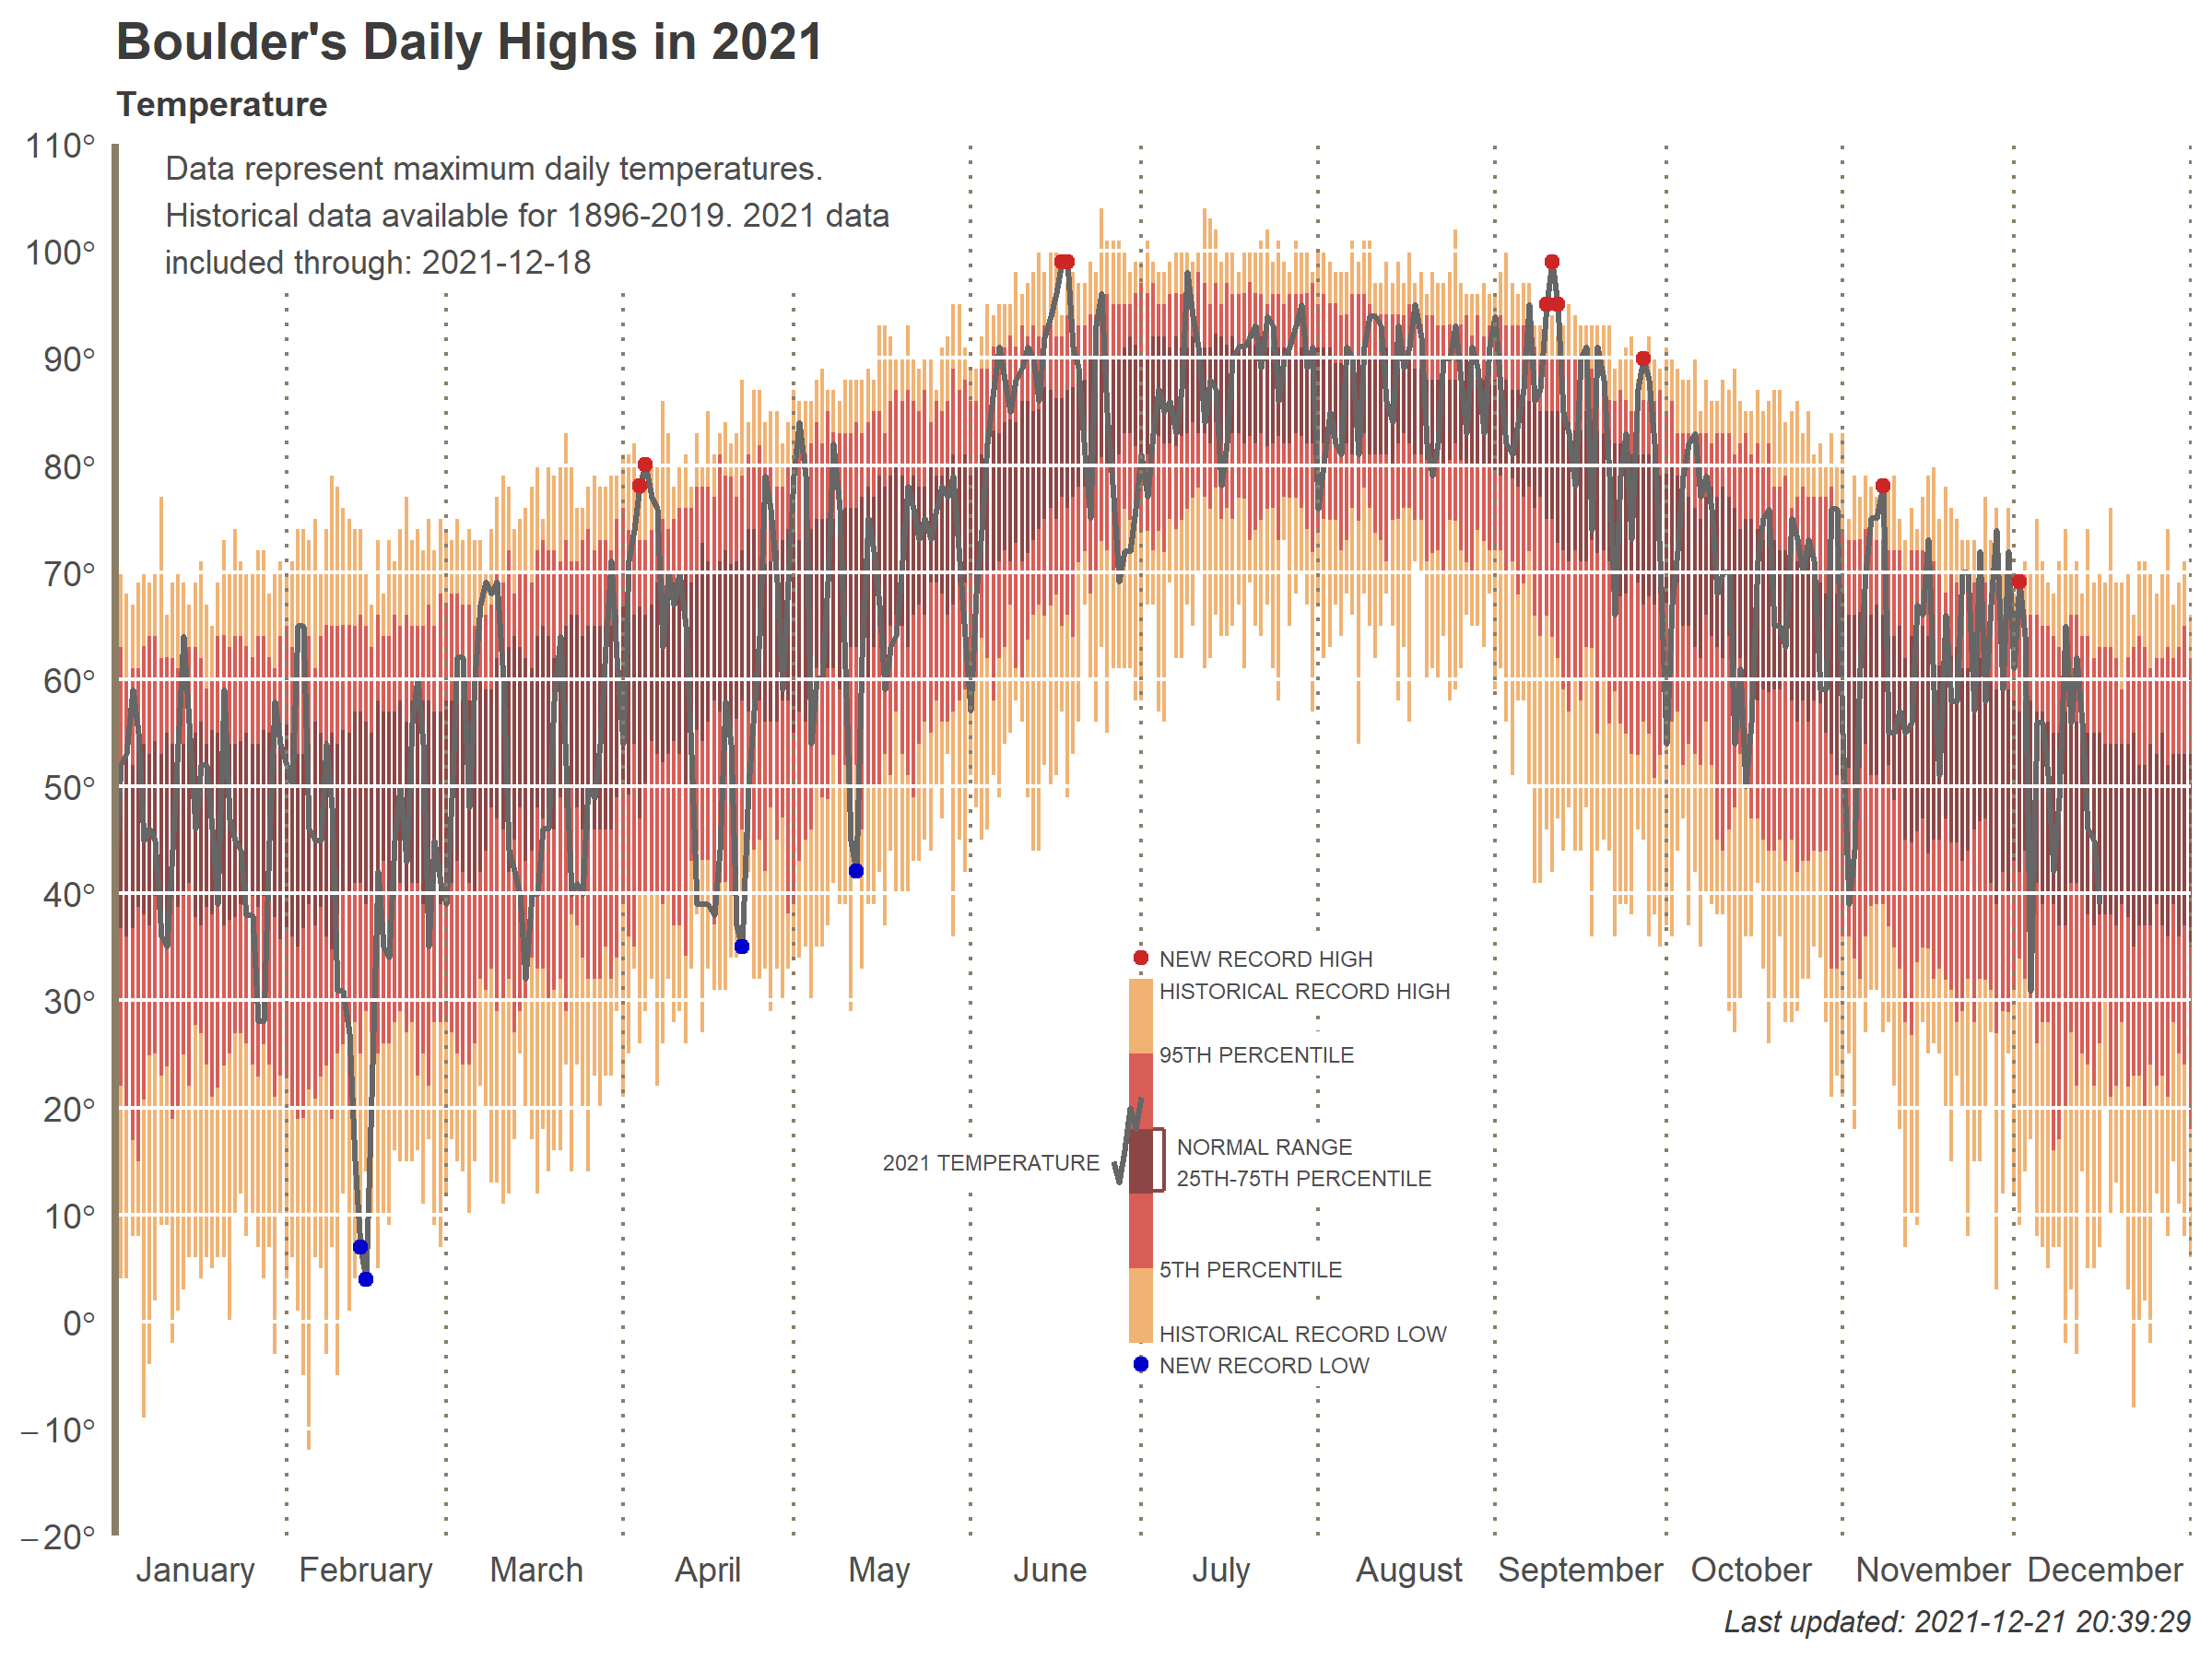 Boulder's Daily Highs in 2021
Temperature
110°
100°
90°
80°
70°
60°
50°
40°
30°
20°
10°
0°
−10°
−20°
Data represent maximum daily temperatures.
Historical data available for 1896-2019. 2021 data
included through: 2021-12-18
NEW RECORD HIGH
HISTORICAL RECORD HIGH
95TH PERCENTILE
2021 TEMPERATURE
NORMAL RANGE
25TH-75TH PERCENTILE
5TH PERCENTILE
HISTORICAL RECORD LOW
NEW RECORD LOW
January February March April May June July August September October November December
Last updated: 2021-12-21 20:39:29